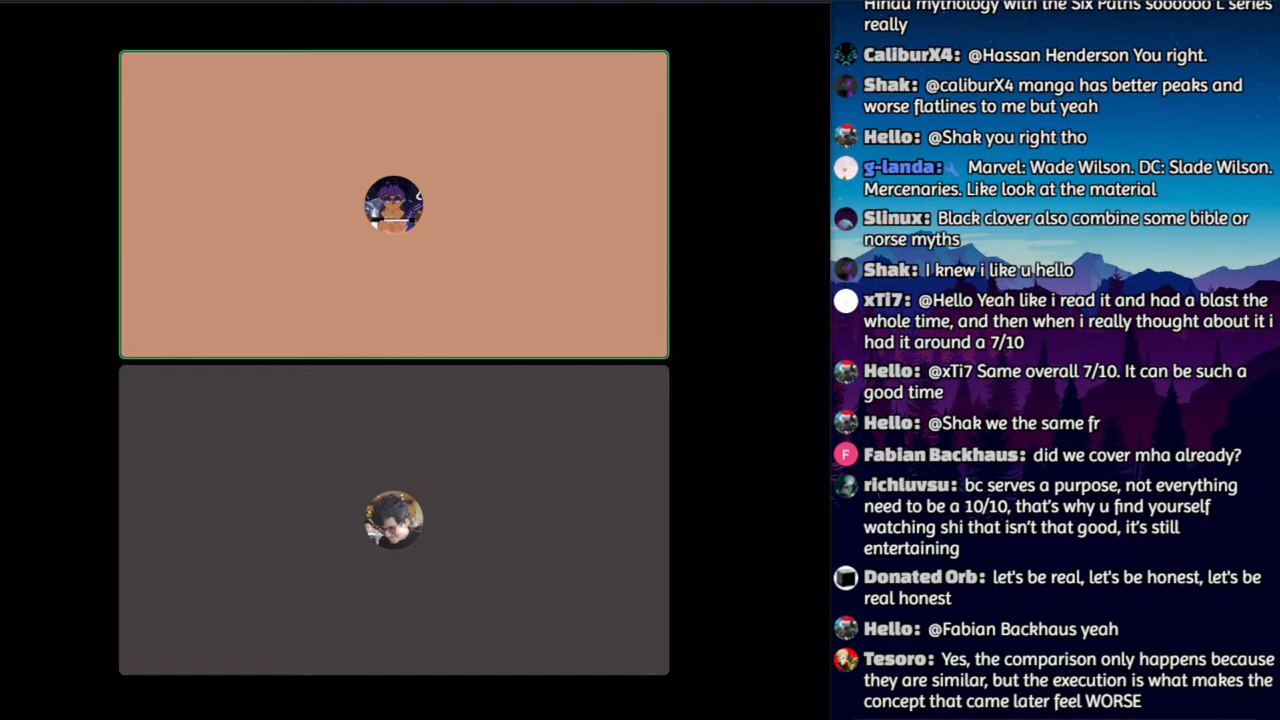 Hindu mythology with the Six Paths soooooo L series
really
CaliburX4: @Hassan Henderson You right.
Shak: @caliburX4 manga has better peaks and
worse flatlines to me but yeah
Hello: @Shak you right tho
g-landa: Marvel: Wade Wilson. DC: Slade Wilson.
Mercenaries. Like look at the material
Slinux: Black clover also combine some bible or
norse myths
Shak: I knew i like u hello
xTi7: @Hello Yeah like i read it and had a blast the
whole time, and then when i really thought about it i
had it around a 7/10
Hello: @xTi7 Same overall 7/10. It can be such a
good time
Hello: @Shak we the same fr
F
Fabian Backhaus: did we cover mha already?
richluvsu: bc serves a purpose, not everything
need to be a 10/10, that's why u find yourself
watching shi that isn't that good, it's still
entertaining
Donated Orb: let's be real, let's be honest, let's be
real honest
Hello: @Fabian Backhaus yeah
Tesoro: Yes, the comparison only happens because
they are similar, but the execution is what makes the
concept that came later feel WORSE